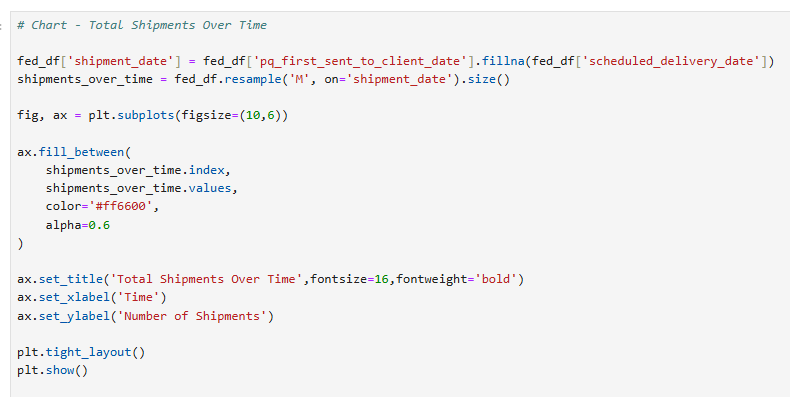 # Chart - Total Shipments Over Time
fed_df['shipment_date'] = fed_df['pq_first_sent_to_client_date'].fillna(fed_df['scheduled_delivery_date'])
shipments_over_time = fed_df.resample('M', on='shipment_date').size()
fig, ax = plt.subplots(figsize=(10,6))
ax.fill_between(
    shipments_over_time.index,
    shipments_over_time.values,
    color='#ff6600',
    alpha=0.6
)
ax.set_title('Total Shipments Over Time',fontsize=16,fontweight='bold')
ax.set_xlabel('Time')
ax.set_ylabel('Number of Shipments')
plt.tight_layout()
plt.show()